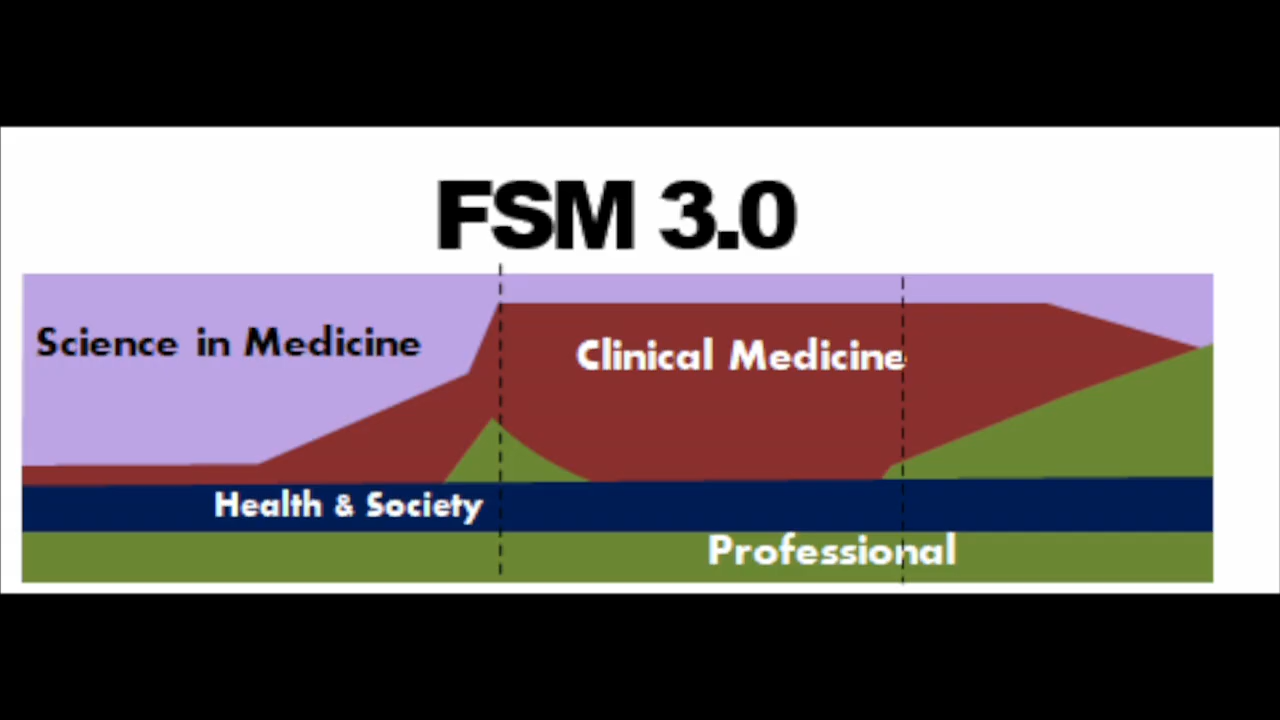 FSM 3.0
Science in Medicine
Clinical Medicine
Health & Society
Professional